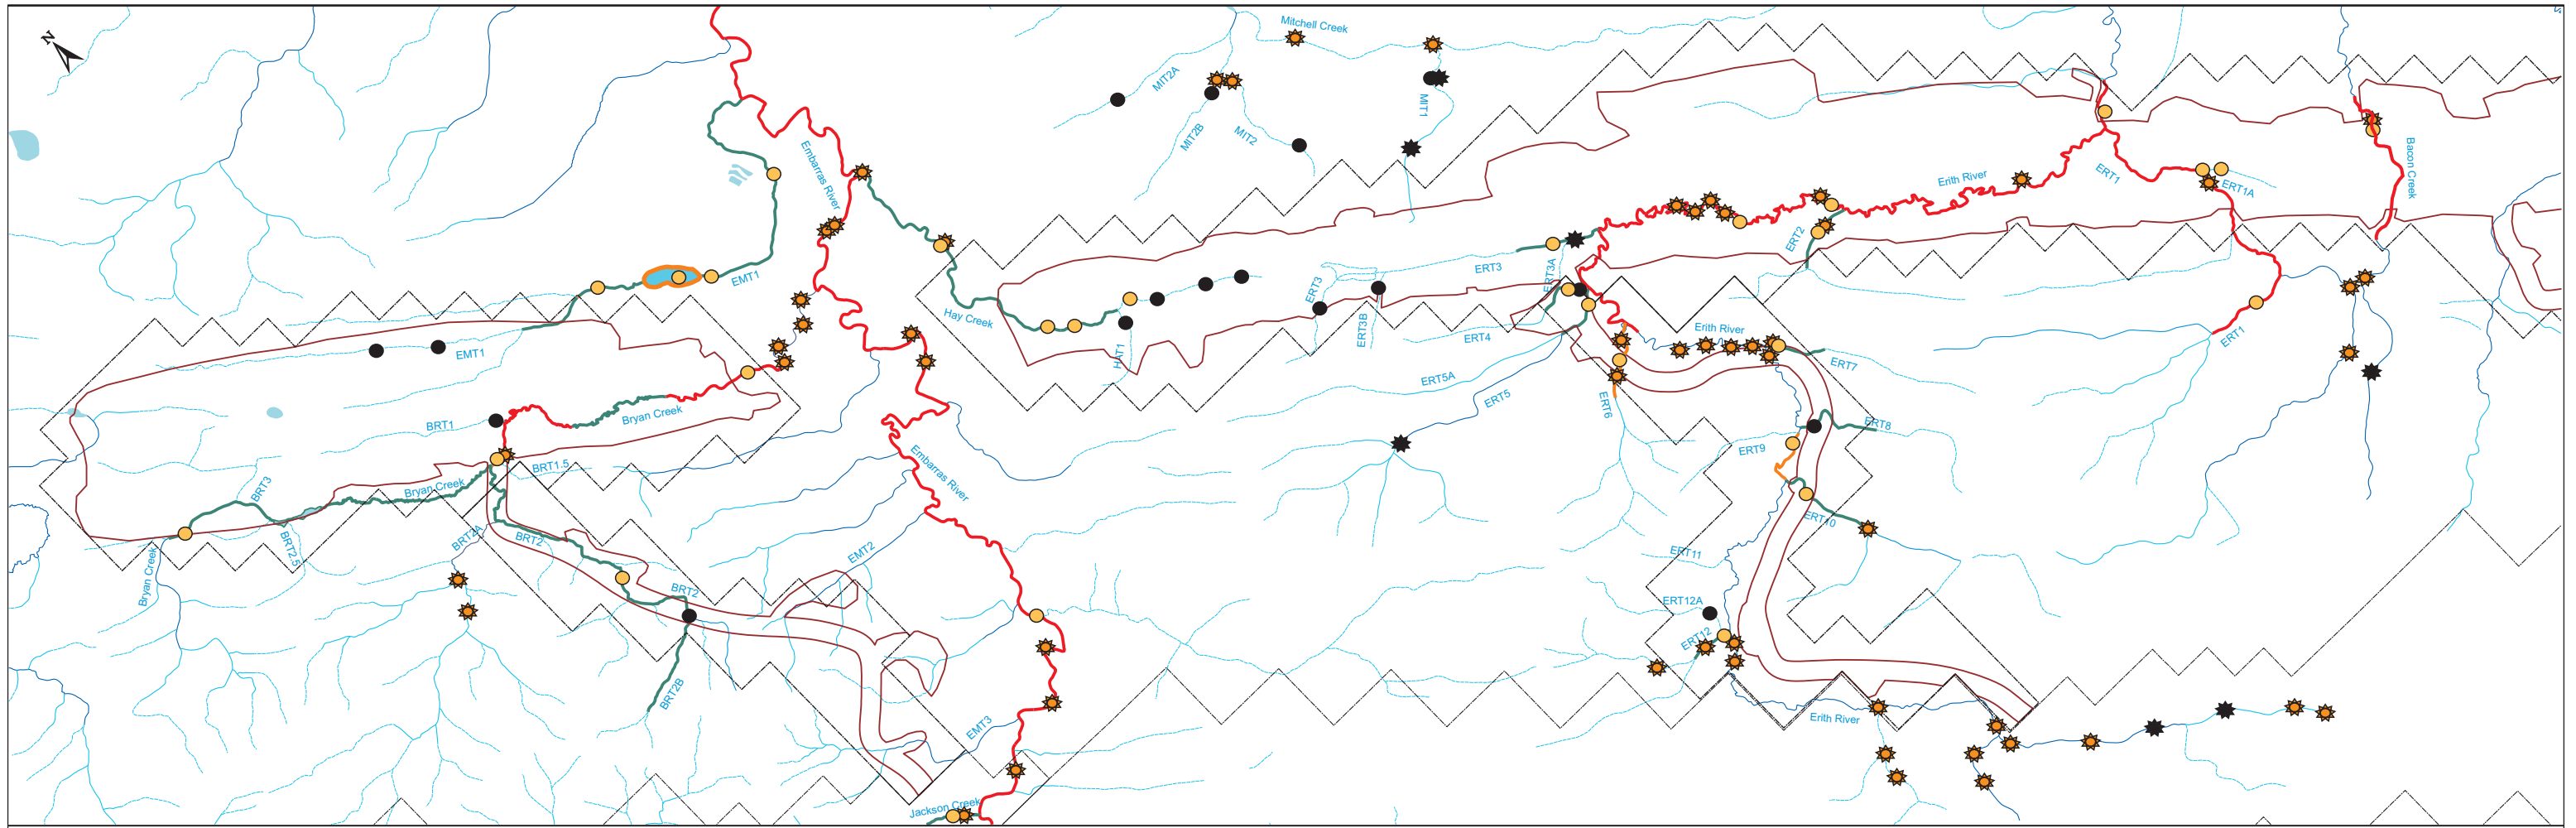 N
Mitchell Creek
MIT2A
MIT1
MIT2B
MIT2
Embarras River
Bacon Creek
Erith River
ERT1
ERT1A
ERT2
ERT3
ERT3A
EMT1
ERT3
Hay Creek
ERT3B
Erith River
ERT4
ERT1
HAT1
EMT1
ERT7
ERT5A
ERT5
ERT6
Bryan Creek
BRT1
ERT8
ERT9
BRT1.5
Embarras River
Bryan Creek
BRT3
ERT10
BRT2A
BRT2
BRT2.5
EMT2
ERT11
Bryan Creek
BRT2
ERT12A
ERT12
BRT2B
EMT3
Erith River
Jackson Creek